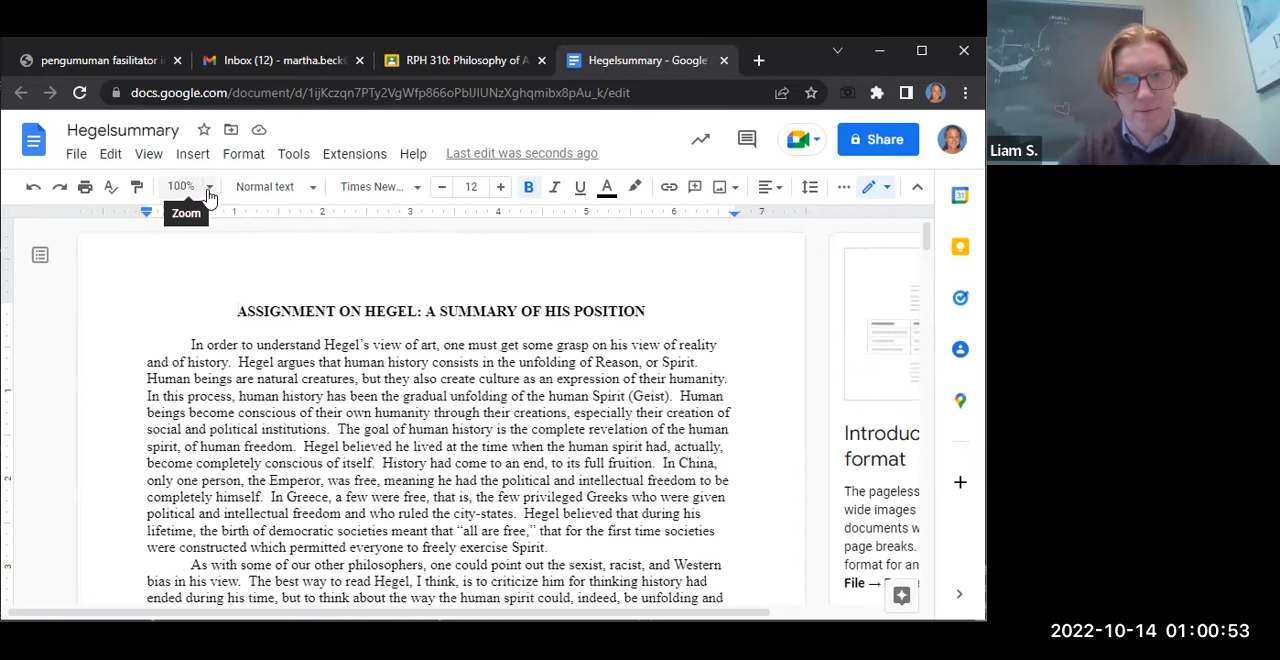 pengumuman fasilitator i
Inbox (12) - martha.beck
RPH 310: Philosophy of A
Hegelsummary - Google
docs.google.com/document/d/1ijKczqn7PTy2VgWfp866oPblJlUNzXghqmibx8pAu_k/edit
Hegelsummary
File Edit View Insert Format Tools Extensions Help Last edit was seconds ago
Share
100% Normal text Times New... 12 B I U A
Zoom
1 2 3 4 5 6 7
ASSIGNMENT ON HEGEL: A SUMMARY OF HIS POSITION
In order to understand Hegel's view of art, one must get some grasp on his view of reality
and of history. Hegel argues that human history consists in the unfolding of Reason, or Spirit.
Human beings are natural creatures, but they also create culture as an expression of their humanity.
In this process, human history has been the gradual unfolding of the human Spirit (Geist). Human
beings become conscious of their own humanity through their creations, especially their creation of
social and political institutions. The goal of human history is the complete revelation of the human
spirit, of human freedom. Hegel believed he lived at the time when the human spirit had, actually,
become completely conscious of itself. History had come to an end, to its full fruition. In China,
only one person, the Emperor, was free, meaning he had the political and intellectual freedom to be
completely himself. In Greece, a few were free, that is, the few privileged Greeks who were given
political and intellectual freedom and who ruled the city-states. Hegel believed that during his
lifetime, the birth of democratic societies meant that “all are free,” that for the first time societies
were constructed which permitted everyone to freely exercise Spirit.
As with some of our other philosophers, one could point out the sexist, racist, and Western
bias in his view. The best way to read Hegel, I think, is to criticize him for thinking history had
ended during his time, but to think about the way the human spirit could, indeed, be unfolding and
1
2
3
Introduc
format
The pageless
wide images
documents w
page breaks.
format for an
File →
31
Liam S.
2022-10-14 01:00:53